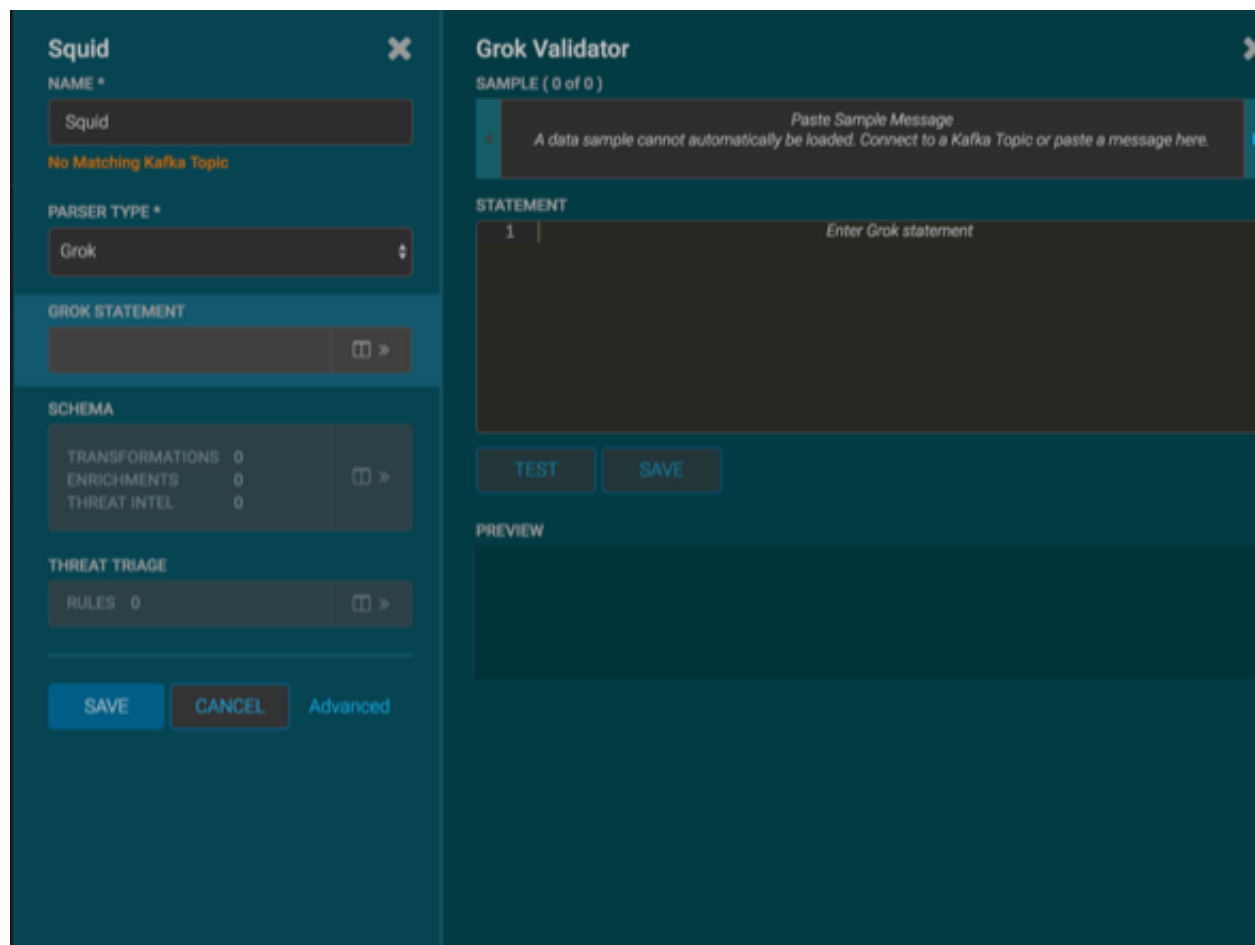 Squid
NAME *
Squid
No Matching Kafka Topic
PARSER TYPE *
Grok
GROK STATEMENT
SCHEMA
TRANSFORMATIONS 0
ENRICHMENTS 0
THREAT INTEL 0
THREAT TRIAGE
RULES 0
SAVE CANCEL Advanced
Grok Validator
SAMPLE ( 0 of 0 )
Paste Sample Message
A data sample cannot automatically be loaded. Connect to a Kafka Topic or paste a message here.
STATEMENT
1 Enter Grok statement
TEST SAVE
PREVIEW